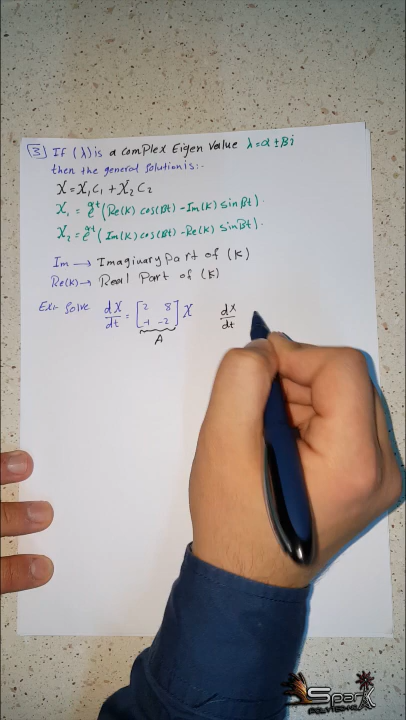 3 If (λ) is a complex Eigen Value λ=α±βi
then the general solution is:-
X=X₁C₁+X₂C₂
X₁ = e^αt (Re(K) cos(βt) -Im(K) sinβt).
X₂ = e^αt (Im(K) cos(βt) -Re(K) sinβt).
Im → Imaginary Part of (K)
Re(K) → Real Part of (K)
Ex:- Solve dX/dt = [2 8; -1 -2] X dX/dt
A
Spark